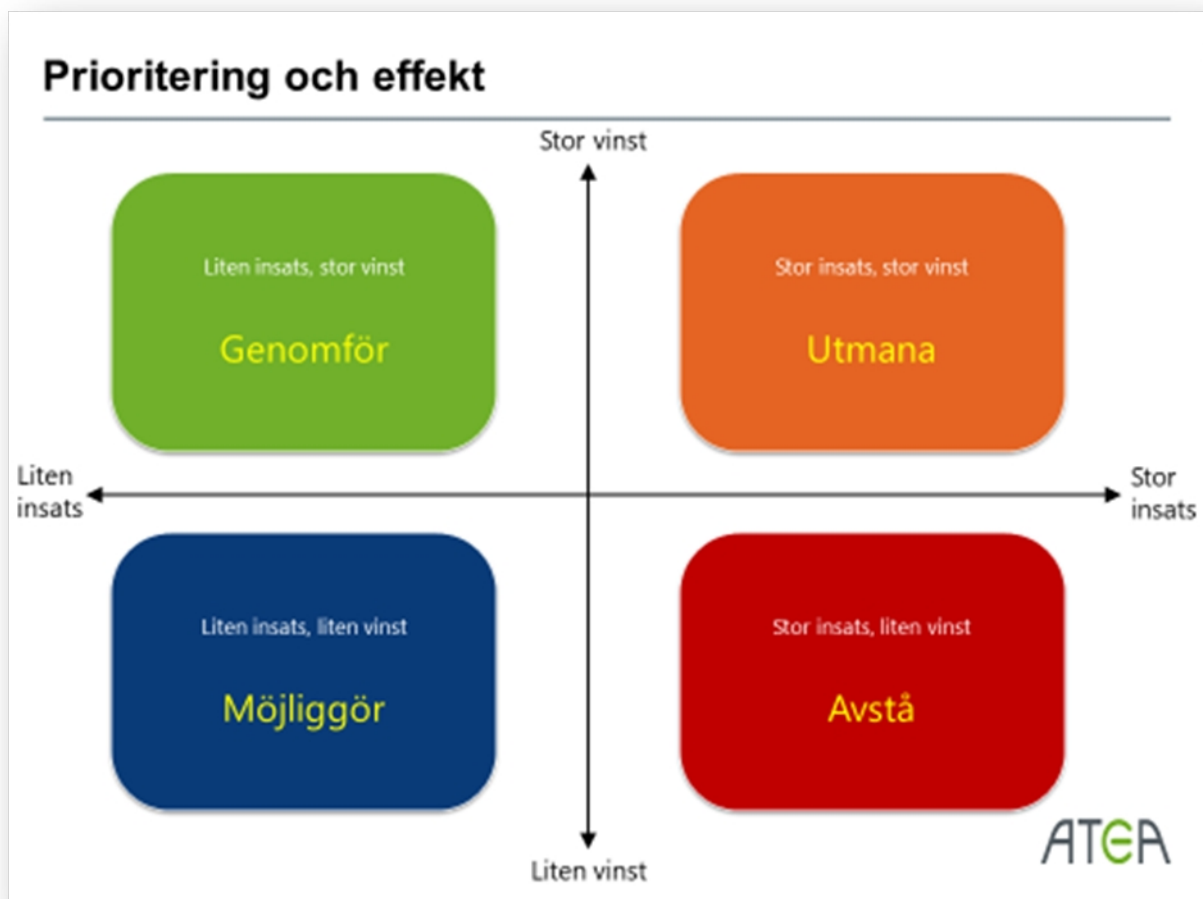 Prioritering och effekt
Stor vinst
Liten insats, stor vinst
Genomför
Stor insats, stor vinst
Utmana
Liten
insats
Stor
insats
Liten insats, liten vinst
Möjliggör
Stor insats, liten vinst
Avstå
ATEA
Liten vinst